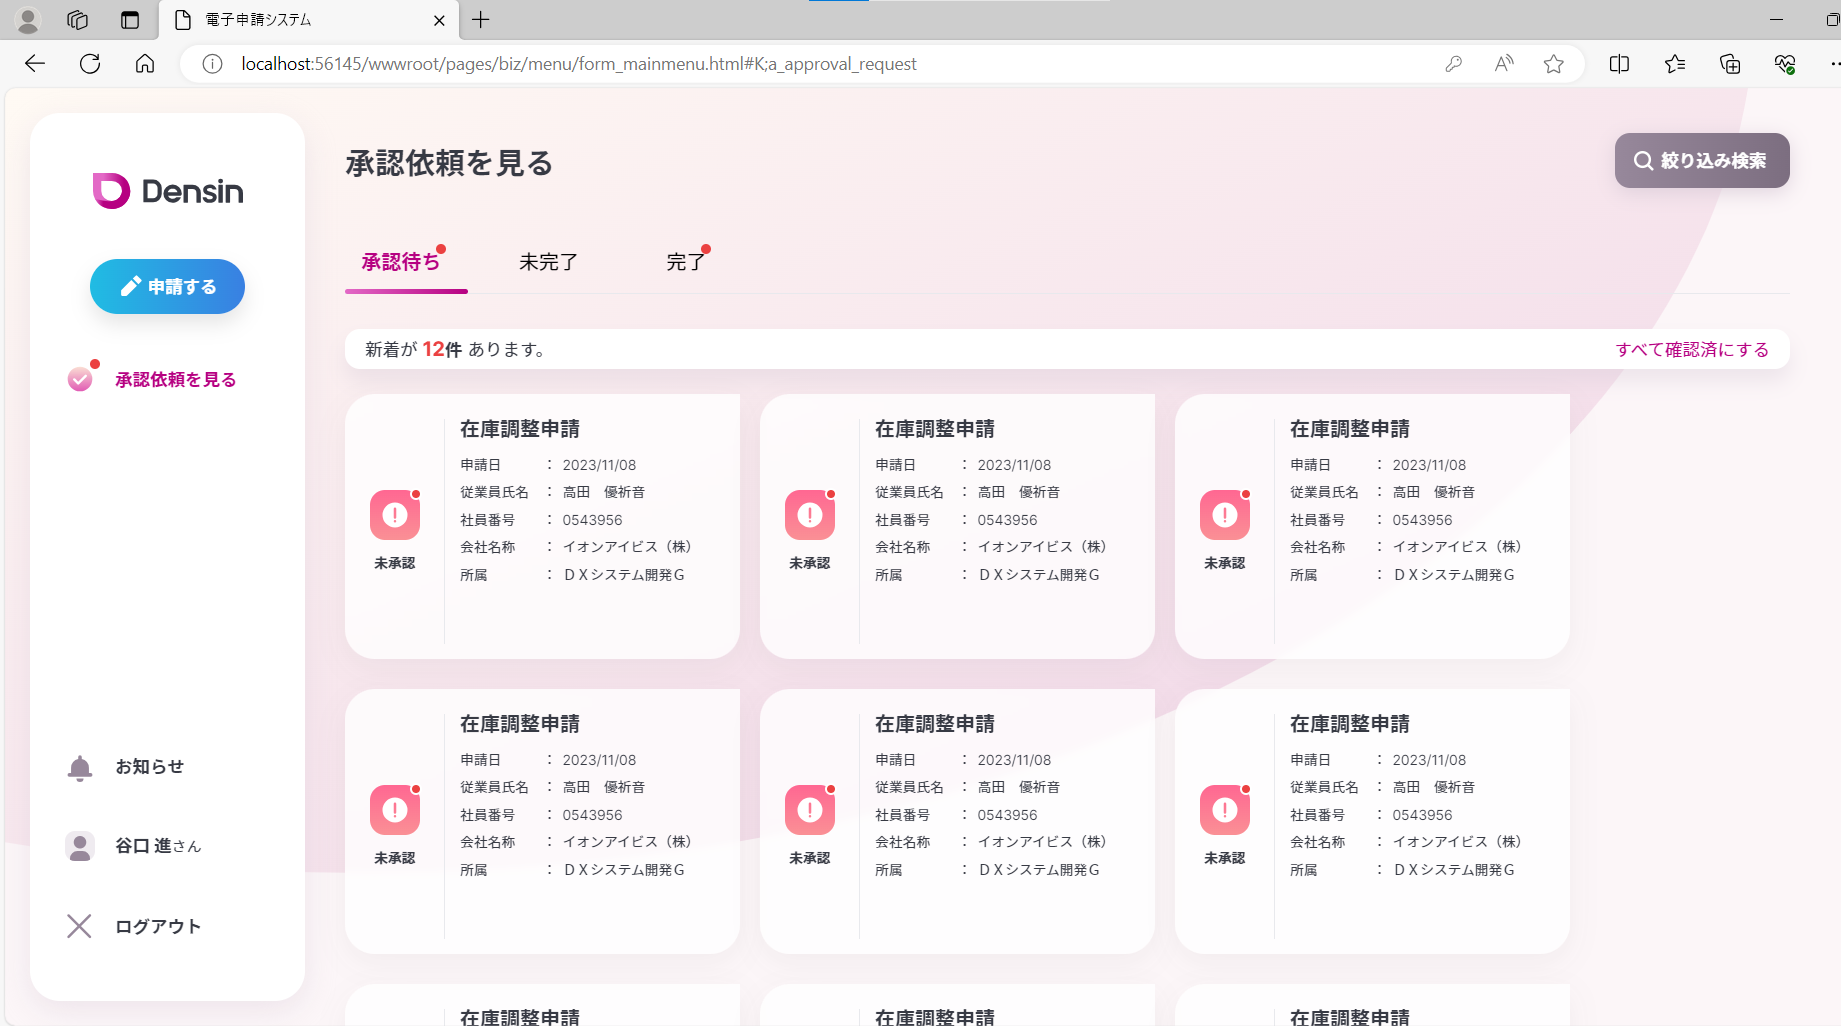 電子申請システム
localhost:56145/wwwroot/pages/biz/menu/form_mainmenu.html#K;a_approval_request
Densin
申請する
承認依頼を見る
お知らせ
谷口 進さん
ログアウト
承認依頼を見る
絞り込み検索
承認待ち 未完了 完了
新着が 12件 あります。 すべて確認済にする
在庫調整申請
申請日 : 2023/11/08
従業員氏名 : 高田　優祈音
社員番号 : 0543956
会社名称 : イオンアイビス（株）
所属 : ＤＸシステム開発Ｇ
未承認
在庫調整申請
申請日 : 2023/11/08
従業員氏名 : 高田　優祈音
社員番号 : 0543956
会社名称 : イオンアイビス（株）
所属 : ＤＸシステム開発Ｇ
未承認
在庫調整申請
申請日 : 2023/11/08
従業員氏名 : 高田　優祈音
社員番号 : 0543956
会社名称 : イオンアイビス（株）
所属 : ＤＸシステム開発Ｇ
未承認
在庫調整申請
申請日 : 2023/11/08
従業員氏名 : 高田　優祈音
社員番号 : 0543956
会社名称 : イオンアイビス（株）
所属 : ＤＸシステム開発Ｇ
未承認
在庫調整申請
申請日 : 2023/11/08
従業員氏名 : 高田　優祈音
社員番号 : 0543956
会社名称 : イオンアイビス（株）
所属 : ＤＸシステム開発Ｇ
未承認
在庫調整申請
申請日 : 2023/11/08
従業員氏名 : 高田　優祈音
社員番号 : 0543956
会社名称 : イオンアイビス（株）
所属 : ＤＸシステム開発Ｇ
未承認
在庫調整申請
在庫調整申請
在庫調整申請